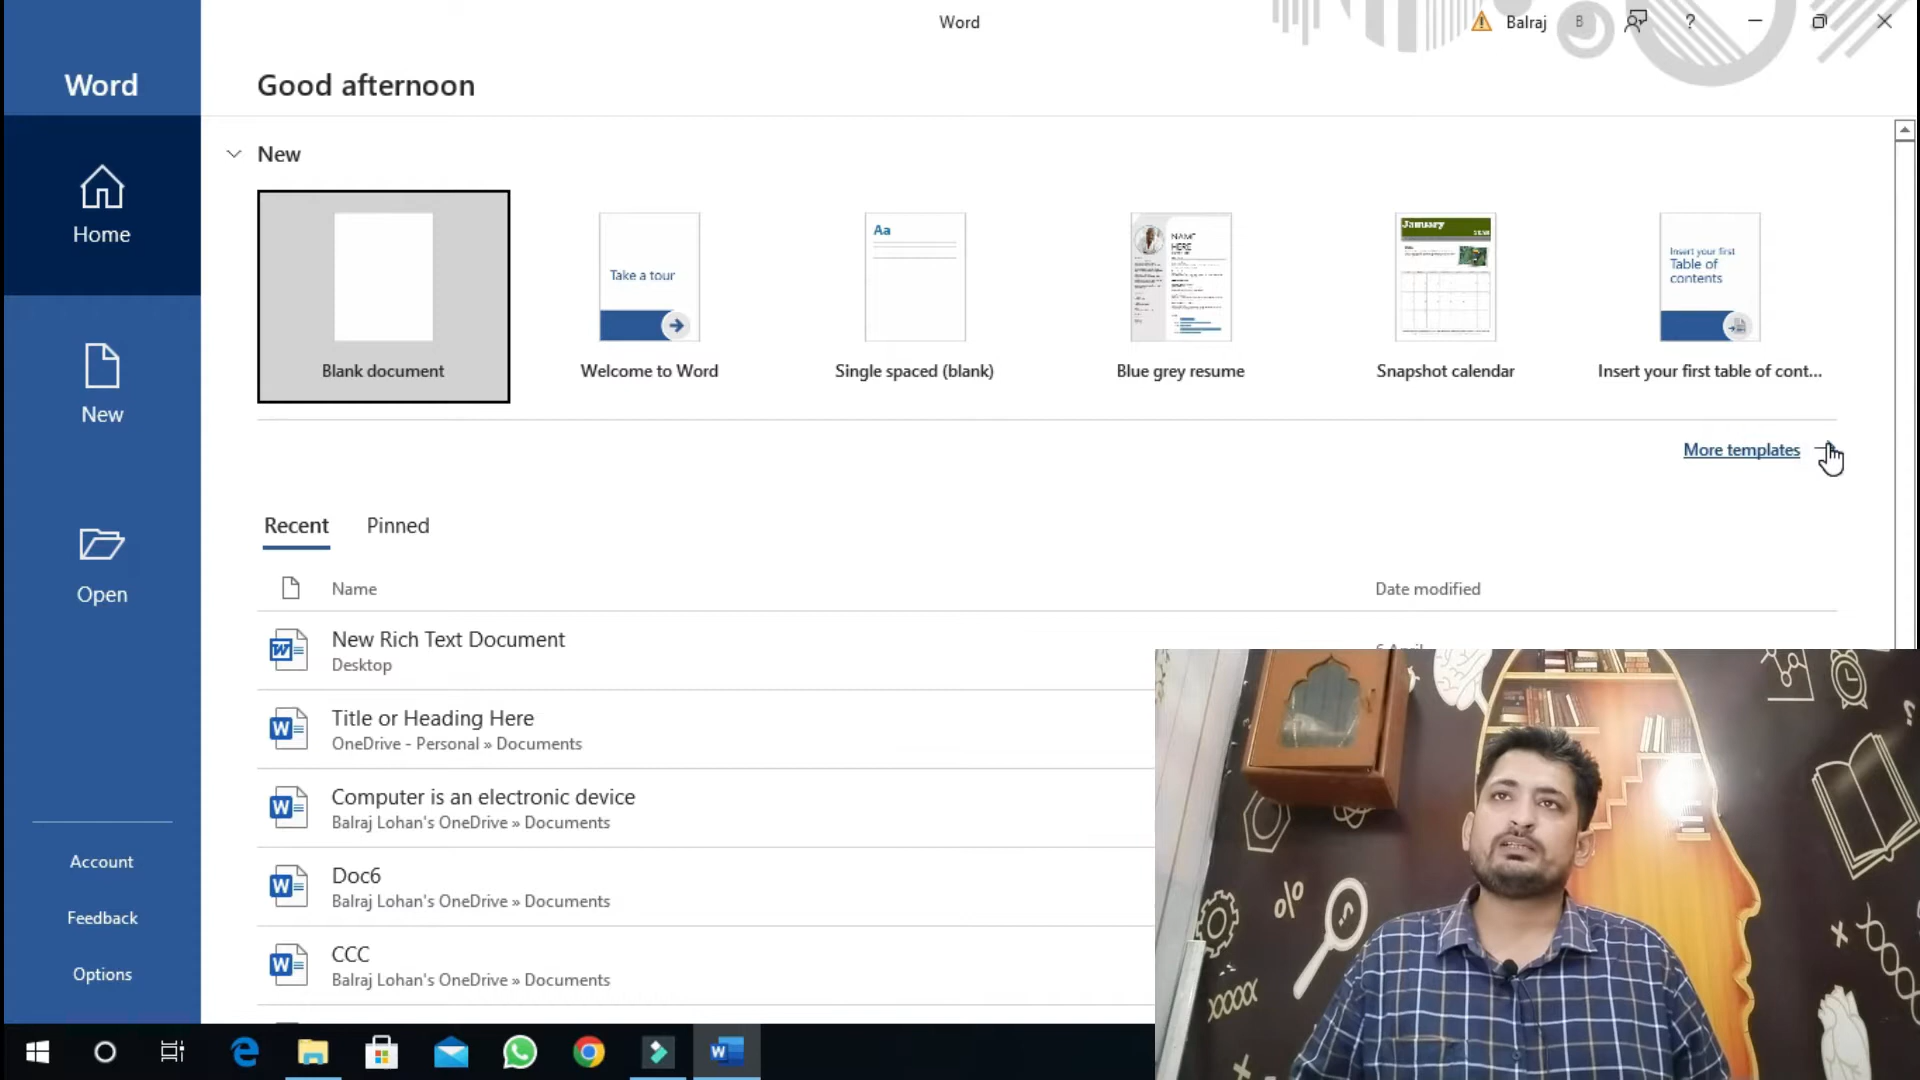 Word
Balraj
B
?
Word
Good afternoon
Home
New
Open
Account
Feedback
Options
New
Take a tour
Aa
NAME
HERE
January
Insert your first
Table of
contents
Blank document
Welcome to Word
Single spaced (blank)
Blue grey resume
Snapshot calendar
Insert your first table of cont...
More templates
Recent
Pinned
Name
Date modified
New Rich Text Document
Desktop
Title or Heading Here
OneDrive - Personal » Documents
Computer is an electronic device
Balraj Lohan's OneDrive » Documents
Doc6
Balraj Lohan's OneDrive » Documents
CCC
Balraj Lohan's OneDrive » Documents
%